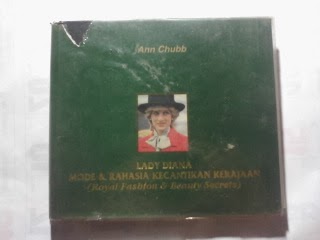 Ann Chubb
LADY DIANA
MODE & RAHASIA KECANTIKAN KERAJAAN
(Royal Fashion & Beauty Secrets)